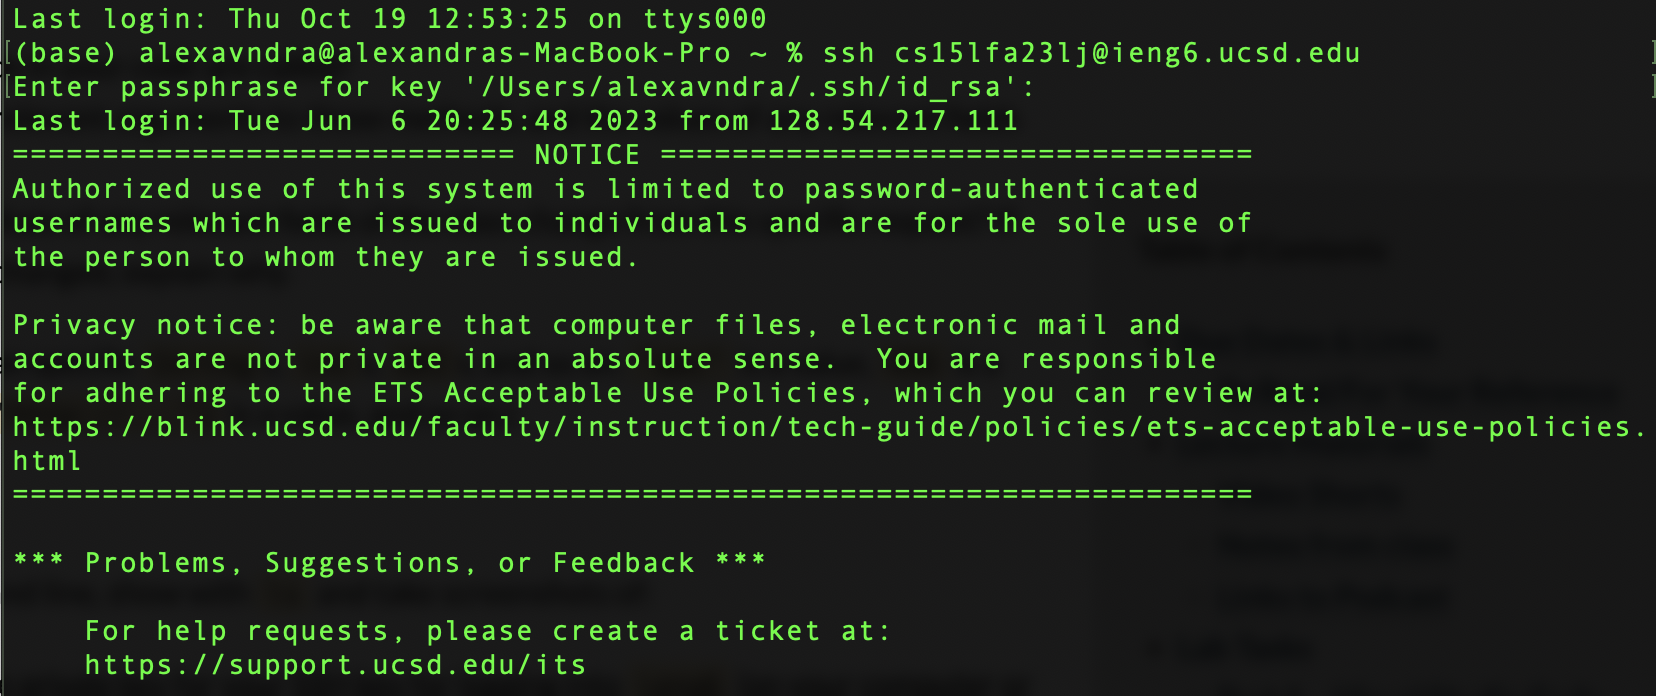 Last login: Thu Oct 19 12:53:25 on ttys000
[(base) alexavndra@alexandras-MacBook-Pro ~ % ssh cs15lfa23lj@ieng6.ucsd.edu ]
[Enter passphrase for key '/Users/alexavndra/.ssh/id_rsa': ]
Last login: Tue Jun  6 20:25:48 2023 from 128.54.217.111
============================ NOTICE =================================
Authorized use of this system is limited to password-authenticated
usernames which are issued to individuals and are for the sole use of
the person to whom they are issued.

Privacy notice: be aware that computer files, electronic mail and
accounts are not private in an absolute sense.  You are responsible
for adhering to the ETS Acceptable Use Policies, which you can review at:
https://blink.ucsd.edu/faculty/instruction/tech-guide/policies/ets-acceptable-use-policies.
html
=====================================================================

*** Problems, Suggestions, or Feedback ***

    For help requests, please create a ticket at:
    https://support.ucsd.edu/its